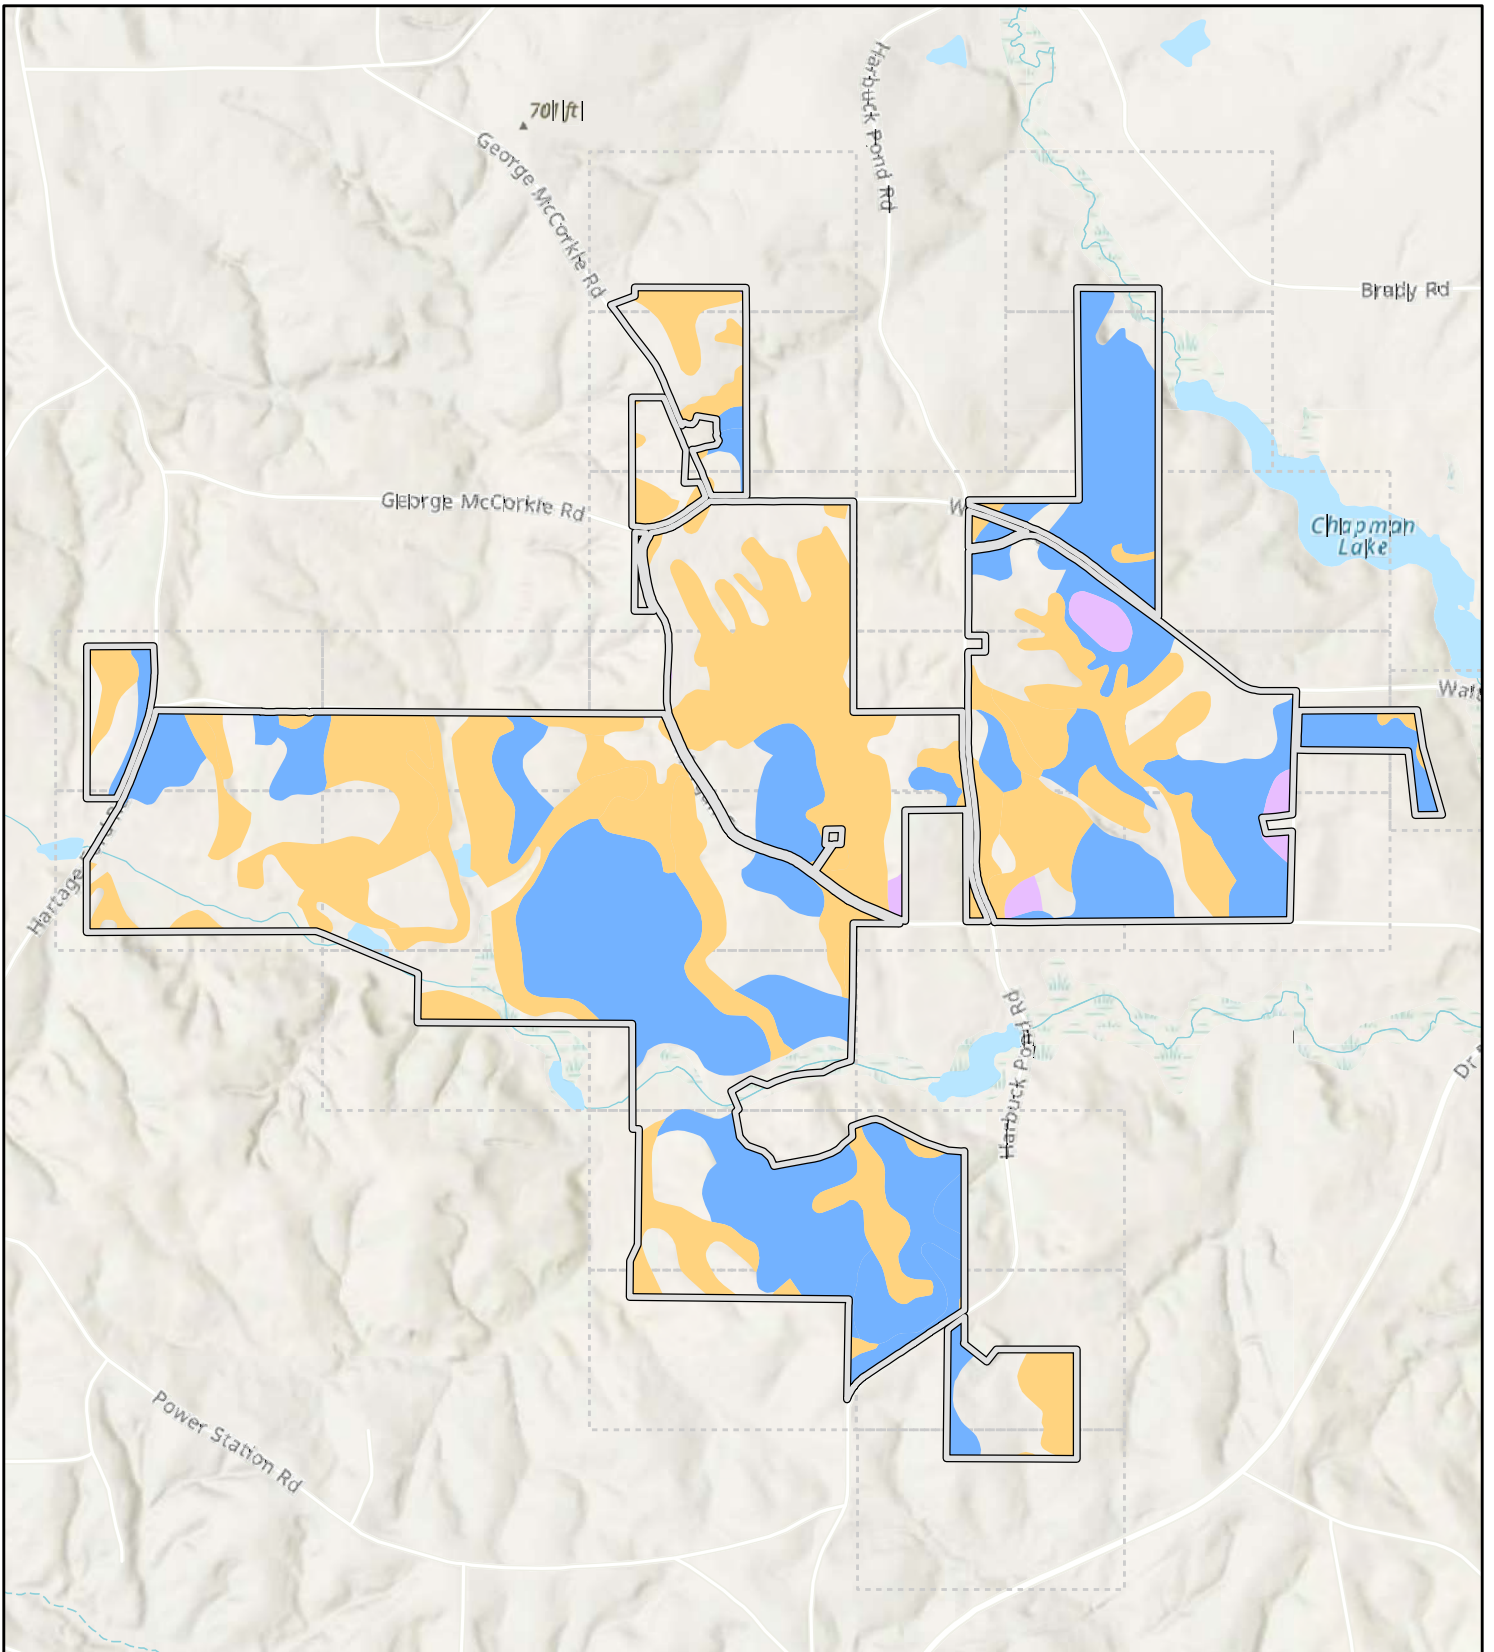 701 ft
Harbuck Pond Rd
George McCorkle Rd
Brady Rd
George McCorkle Rd
W
Chapman
Lake
Harbuck Pond Rd
Power Station Rd